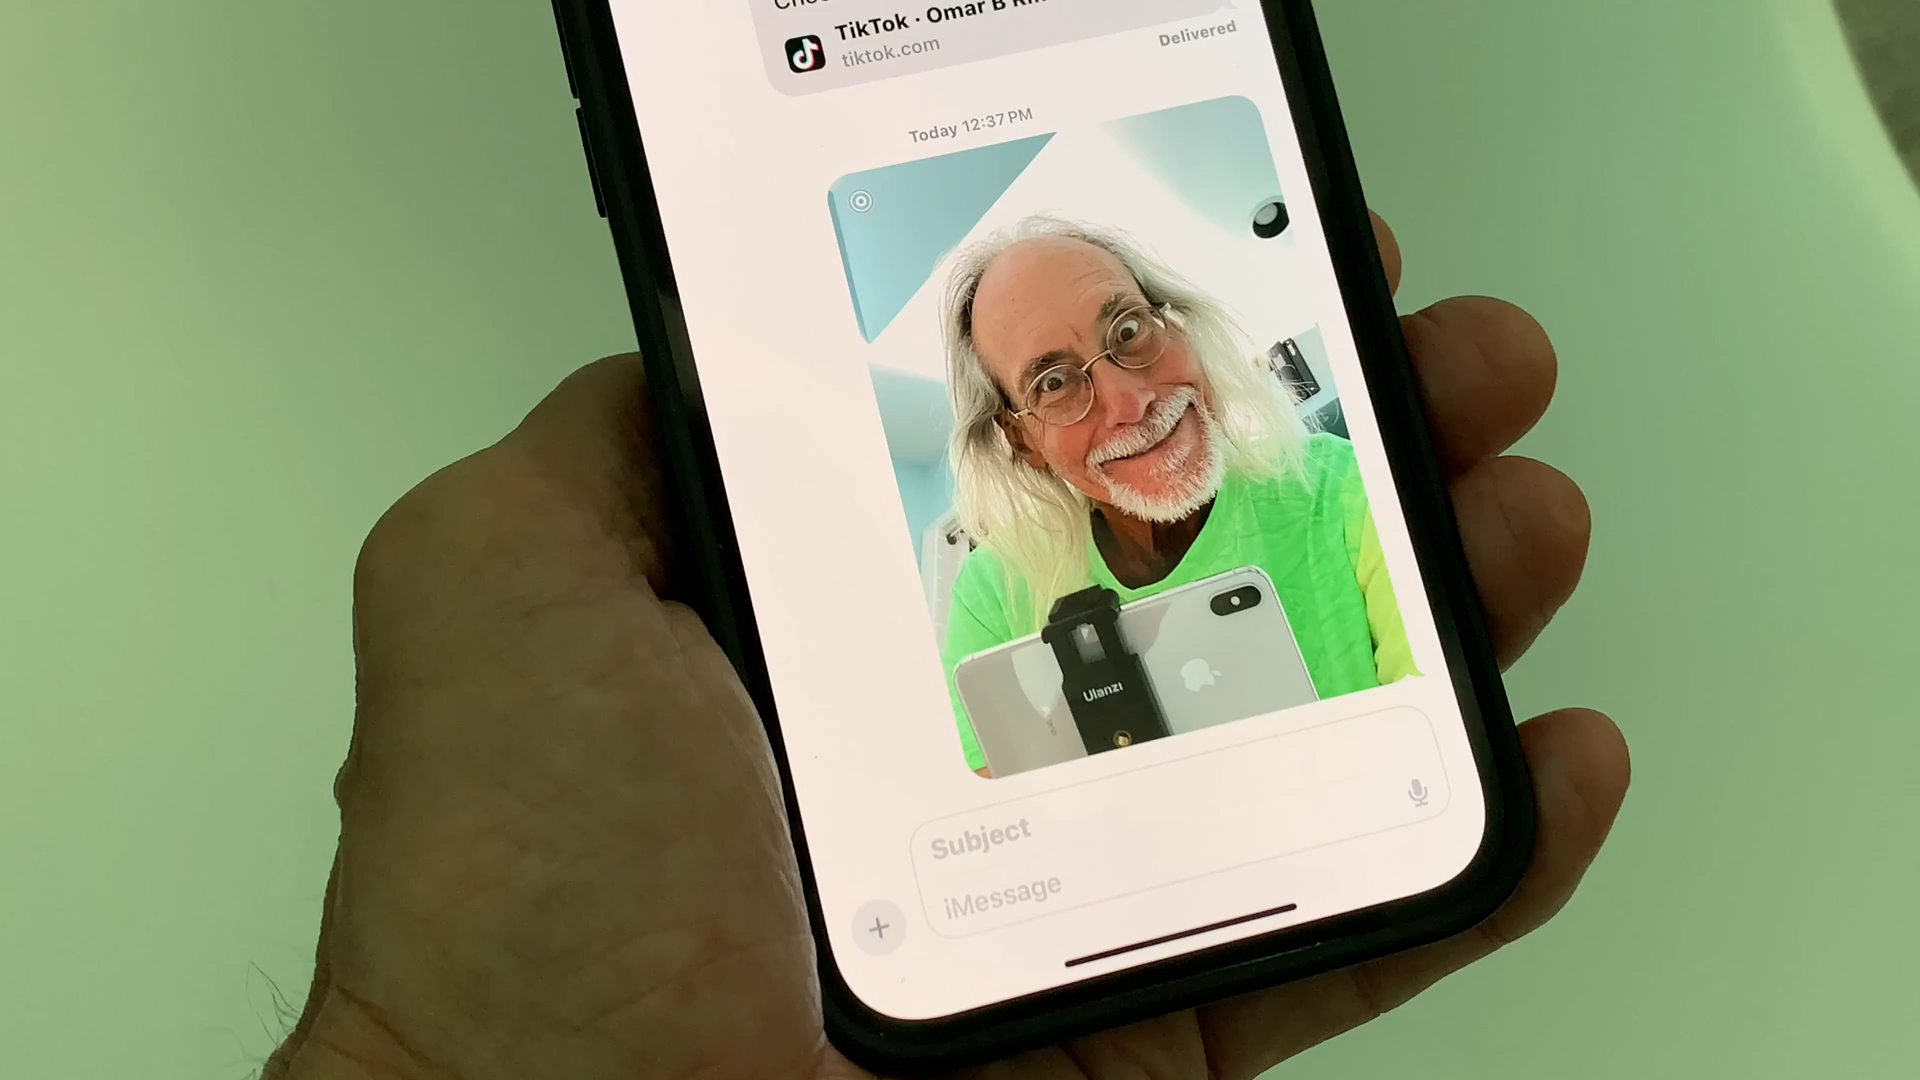 TikTok · Omar B
tiktok.com
Delivered
Today 12:37 PM
Ulanzi
Subject
iMessage